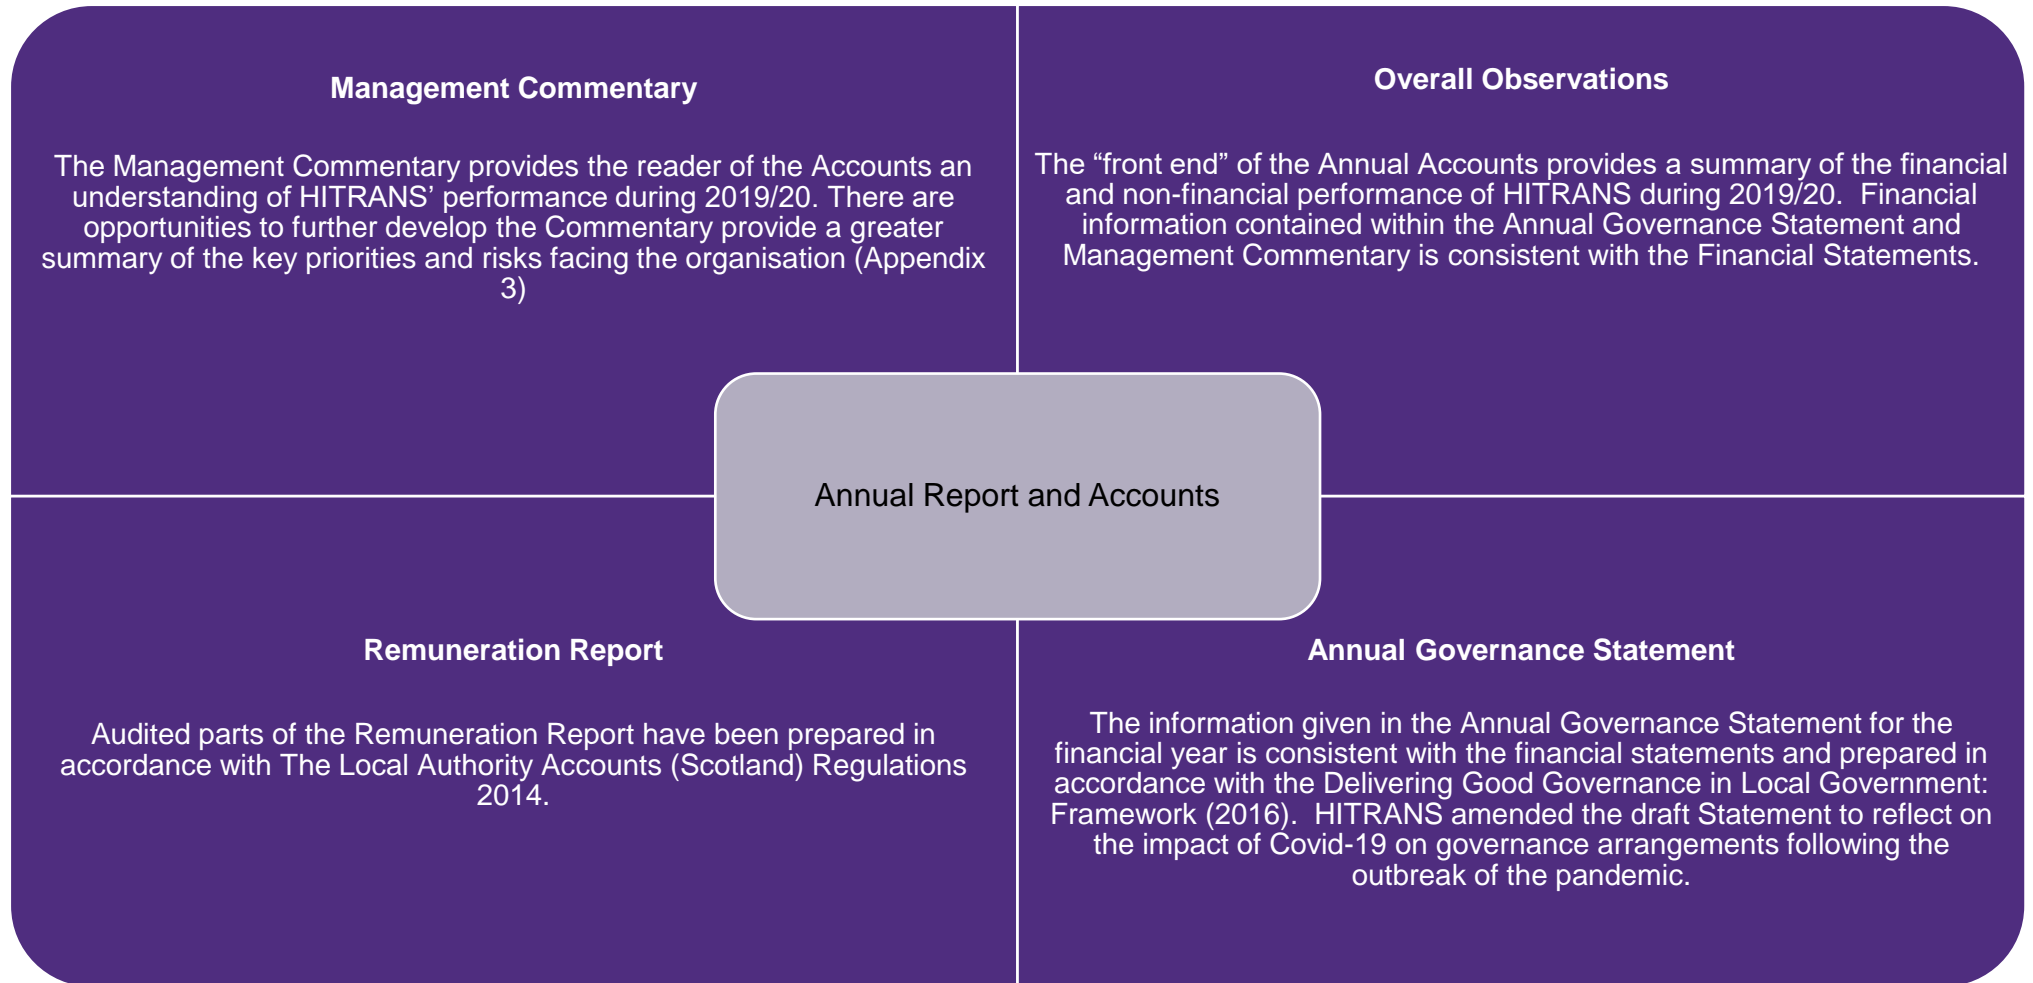 Management Commentary
The Management Commentary provides the reader of the Accounts an
understanding of HITRANS’ performance during 2019/20. There are
opportunities to further develop the Commentary provide a greater
summary of the key priorities and risks facing the organisation (Appendix
3)
Overall Observations
The “front end” of the Annual Accounts provides a summary of the financial
and non-financial performance of HITRANS during 2019/20.  Financial
information contained within the Annual Governance Statement and
Management Commentary is consistent with the Financial Statements.
Annual Report and Accounts
Remuneration Report
Audited parts of the Remuneration Report have been prepared in
accordance with The Local Authority Accounts (Scotland) Regulations
2014.
Annual Governance Statement
The information given in the Annual Governance Statement for the
financial year is consistent with the financial statements and prepared in
accordance with the Delivering Good Governance in Local Government:
Framework (2016).  HITRANS amended the draft Statement to reflect on
the impact of Covid-19 on governance arrangements following the
outbreak of the pandemic.